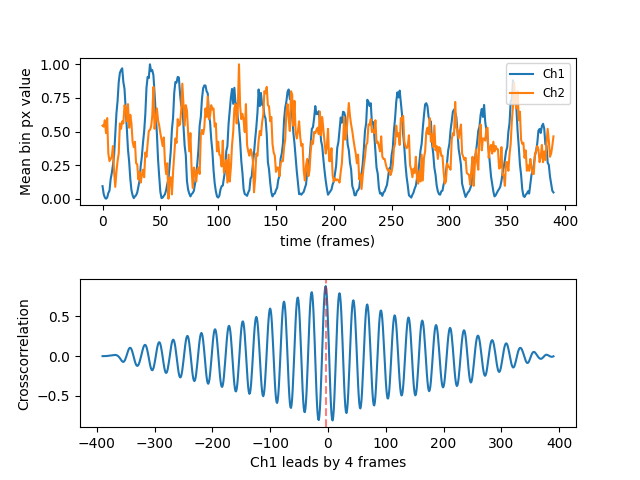 1.00
0.75
0.50
0.25
0.00
Mean bin px value
Ch1
Ch2
0 50 100 150 200 250 300 350 400
time (frames)
0.5
0.0
−0.5
Crosscorrelation
−400 −300 −200 −100 0 100 200 300 400
Ch1 leads by 4 frames